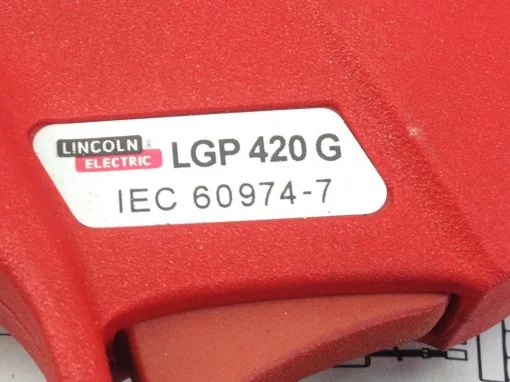 LINCOLN ELECTRIC LGP 420 G
IEC 60974-7